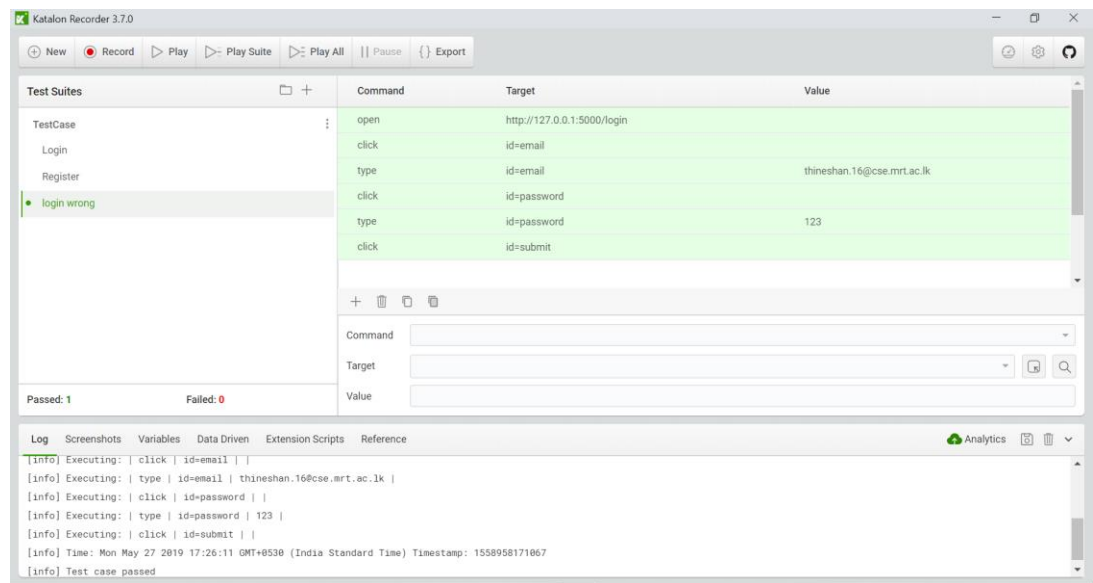 Katalon Recorder 3.7.0
New Record Play Play Suite Play All Pause { } Export
Test Suites
TestCase
Login
Register
login wrong
Passed: 1 Failed: 0
Command Target Value
open http://127.0.0.1:5000/login
click id=email
type id=email thineshan.16@cse.mrt.ac.lk
click id=password
type id=password 123
click id=submit
Command
Target
Value
Log Screenshots Variables Data Driven Extension Scripts Reference Analytics
[info] Executing: | click | id=email | |
[info] Executing: | type | id=email | thineshan.16@cse.mrt.ac.lk |
[info] Executing: | click | id=password | |
[info] Executing: | type | id=password | 123 |
[info] Executing: | click | id=submit | |
[info] Time: Mon May 27 2019 17:26:11 GMT+0530 (India Standard Time) Timestamp: 1558958171067
[info] Test case passed